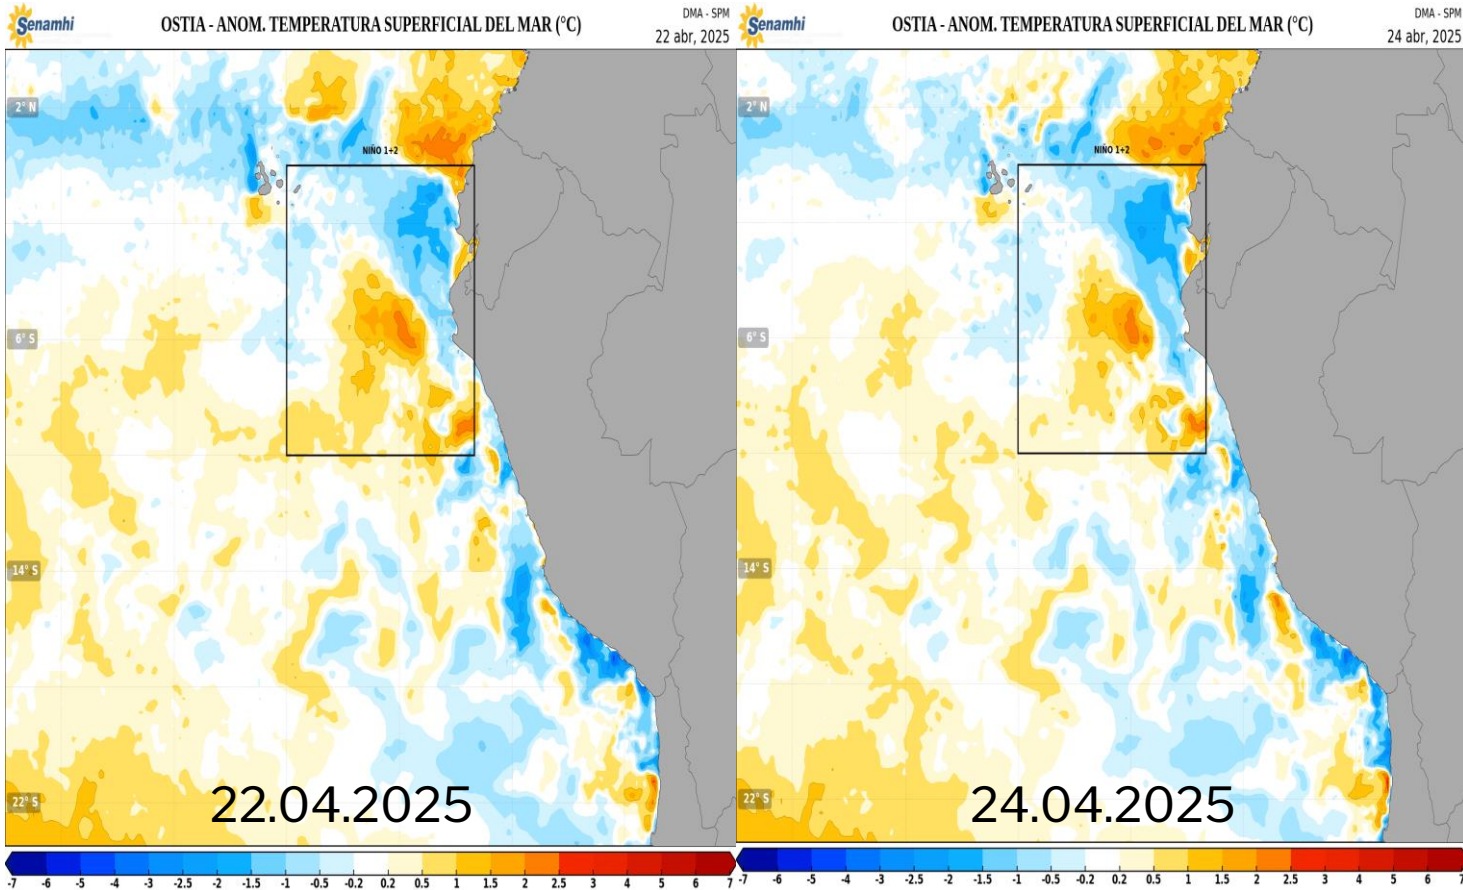 Senamhi
OSTIA - ANOM. TEMPERATURA SUPERFICIAL DEL MAR (°C)
DMA - SPM
22 abr, 2025
2° N
NIÑO 1+2
6° S
14° S
22° S
22.04.2025
-7 -6 -5 -4 -3 -2.5 -2 -1.5 -1 -0.5 -0.2 0.2 0.5 1 1.5 2 2.5 3 4 5 6 7
Senamhi
OSTIA - ANOM. TEMPERATURA SUPERFICIAL DEL MAR (°C)
DMA - SPM
24 abr, 2025
2° N
NIÑO 1+2
6° S
14° S
22° S
24.04.2025
-7 -6 -5 -4 -3 -2.5 -2 -1.5 -1 -0.5 -0.2 0.2 0.5 1 1.5 2 2.5 3 4 5 6 7